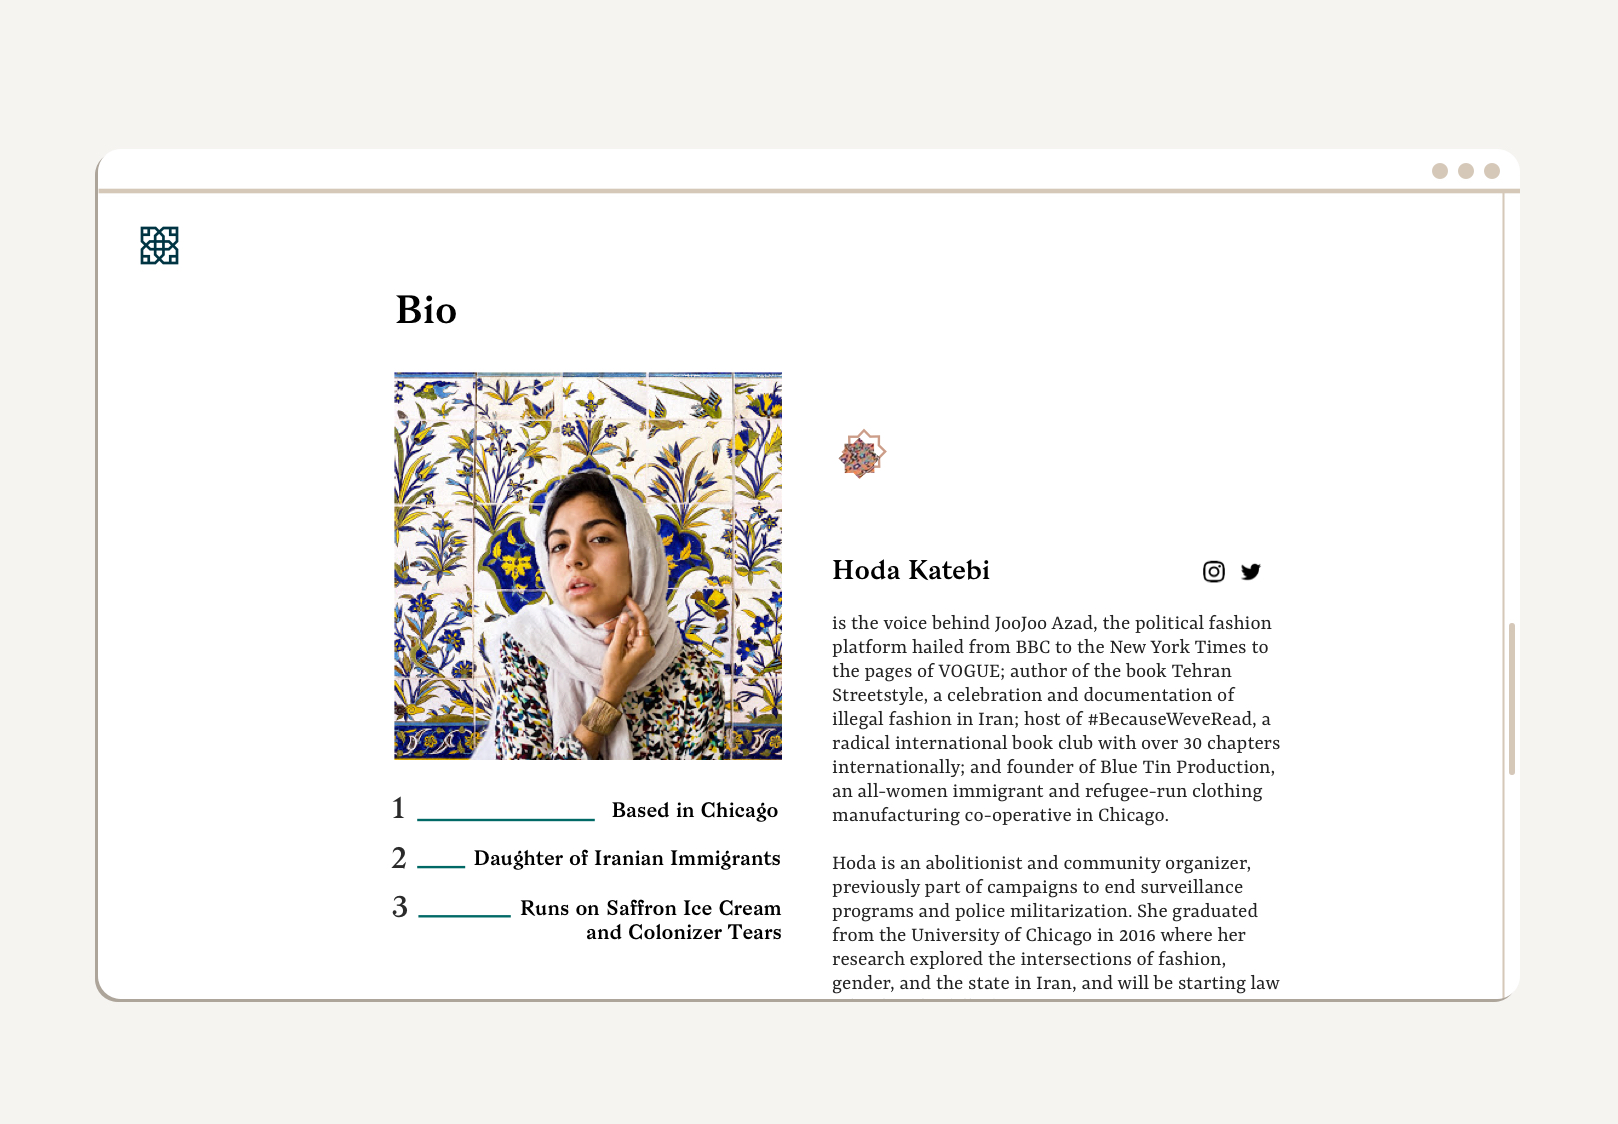 Bio
1 Based in Chicago
2 Daughter of Iranian Immigrants
3 Runs on Saffron Ice Cream
and Colonizer Tears
Hoda Katebi
is the voice behind JooJoo Azad, the political fashion
platform hailed from BBC to the New York Times to
the pages of VOGUE; author of the book Tehran
Streetstyle, a celebration and documentation of
illegal fashion in Iran; host of #BecauseWeveRead, a
radical international book club with over 30 chapters
internationally; and founder of Blue Tin Production,
an all-women immigrant and refugee-run clothing
manufacturing co-operative in Chicago.
Hoda is an abolitionist and community organizer,
previously part of campaigns to end surveillance
programs and police militarization. She graduated
from the University of Chicago in 2016 where her
research explored the intersections of fashion,
gender, and the state in Iran, and will be starting law